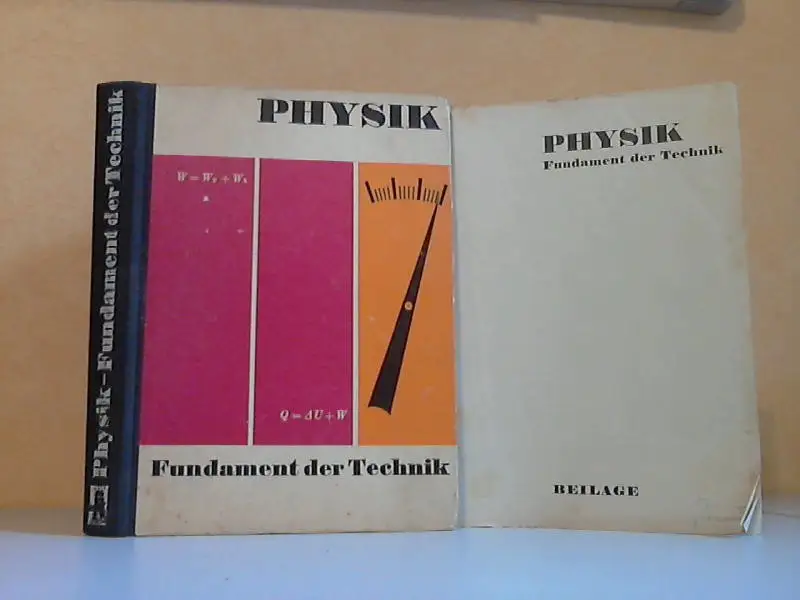 Physik – Fundament der Technik
PHYSIK
W = Wp + Wk
Q = ΔU + W
Fundament der Technik
PHYSIK
Fundament der Technik
BEILAGE